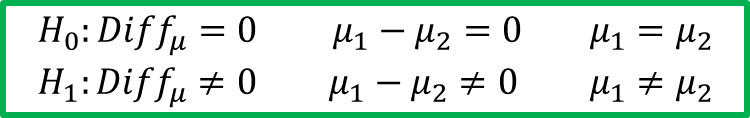 H₀: Diff_μ = 0 μ₁ − μ₂ = 0 μ₁ = μ₂
H₁: Diff_μ ≠ 0 μ₁ − μ₂ ≠ 0 μ₁ ≠ μ₂